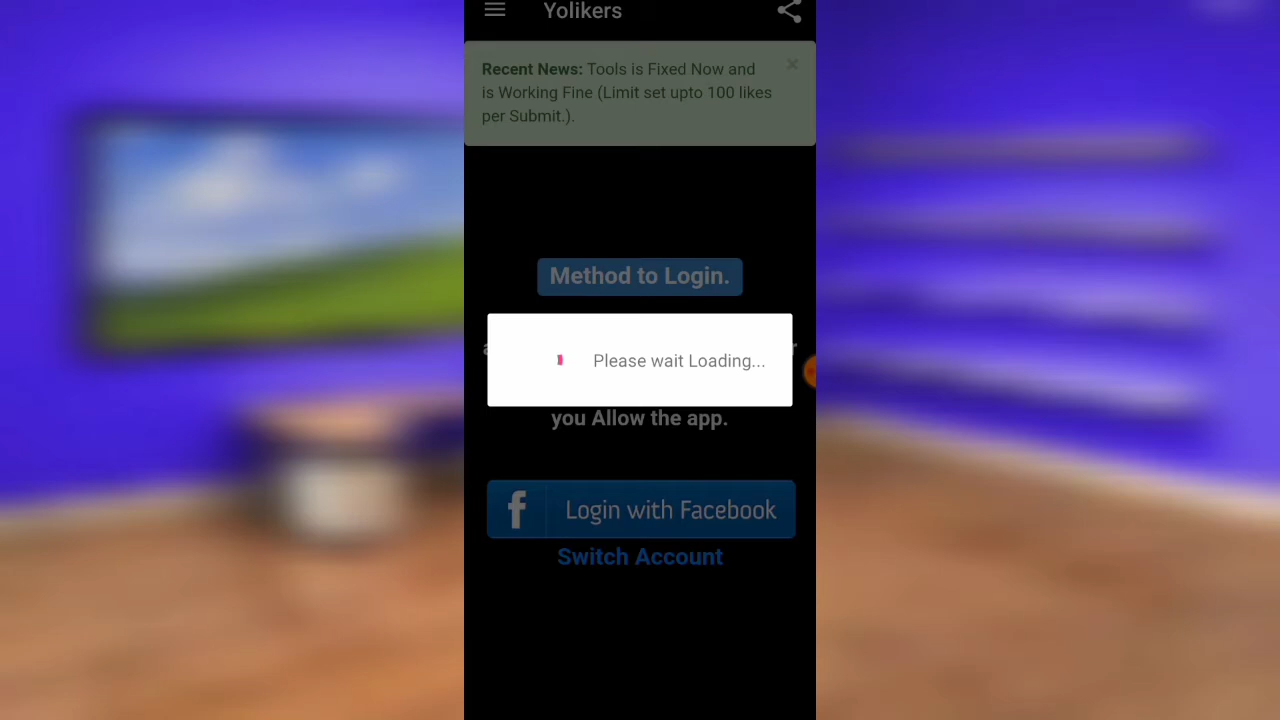 Yolikers
Recent News: Tools is Fixed Now and
is Working Fine (Limit set upto 100 likes
per Submit.).
×
Method to Login.
Please wait Loading...
you Allow the app.
f Login with Facebook
Switch Account